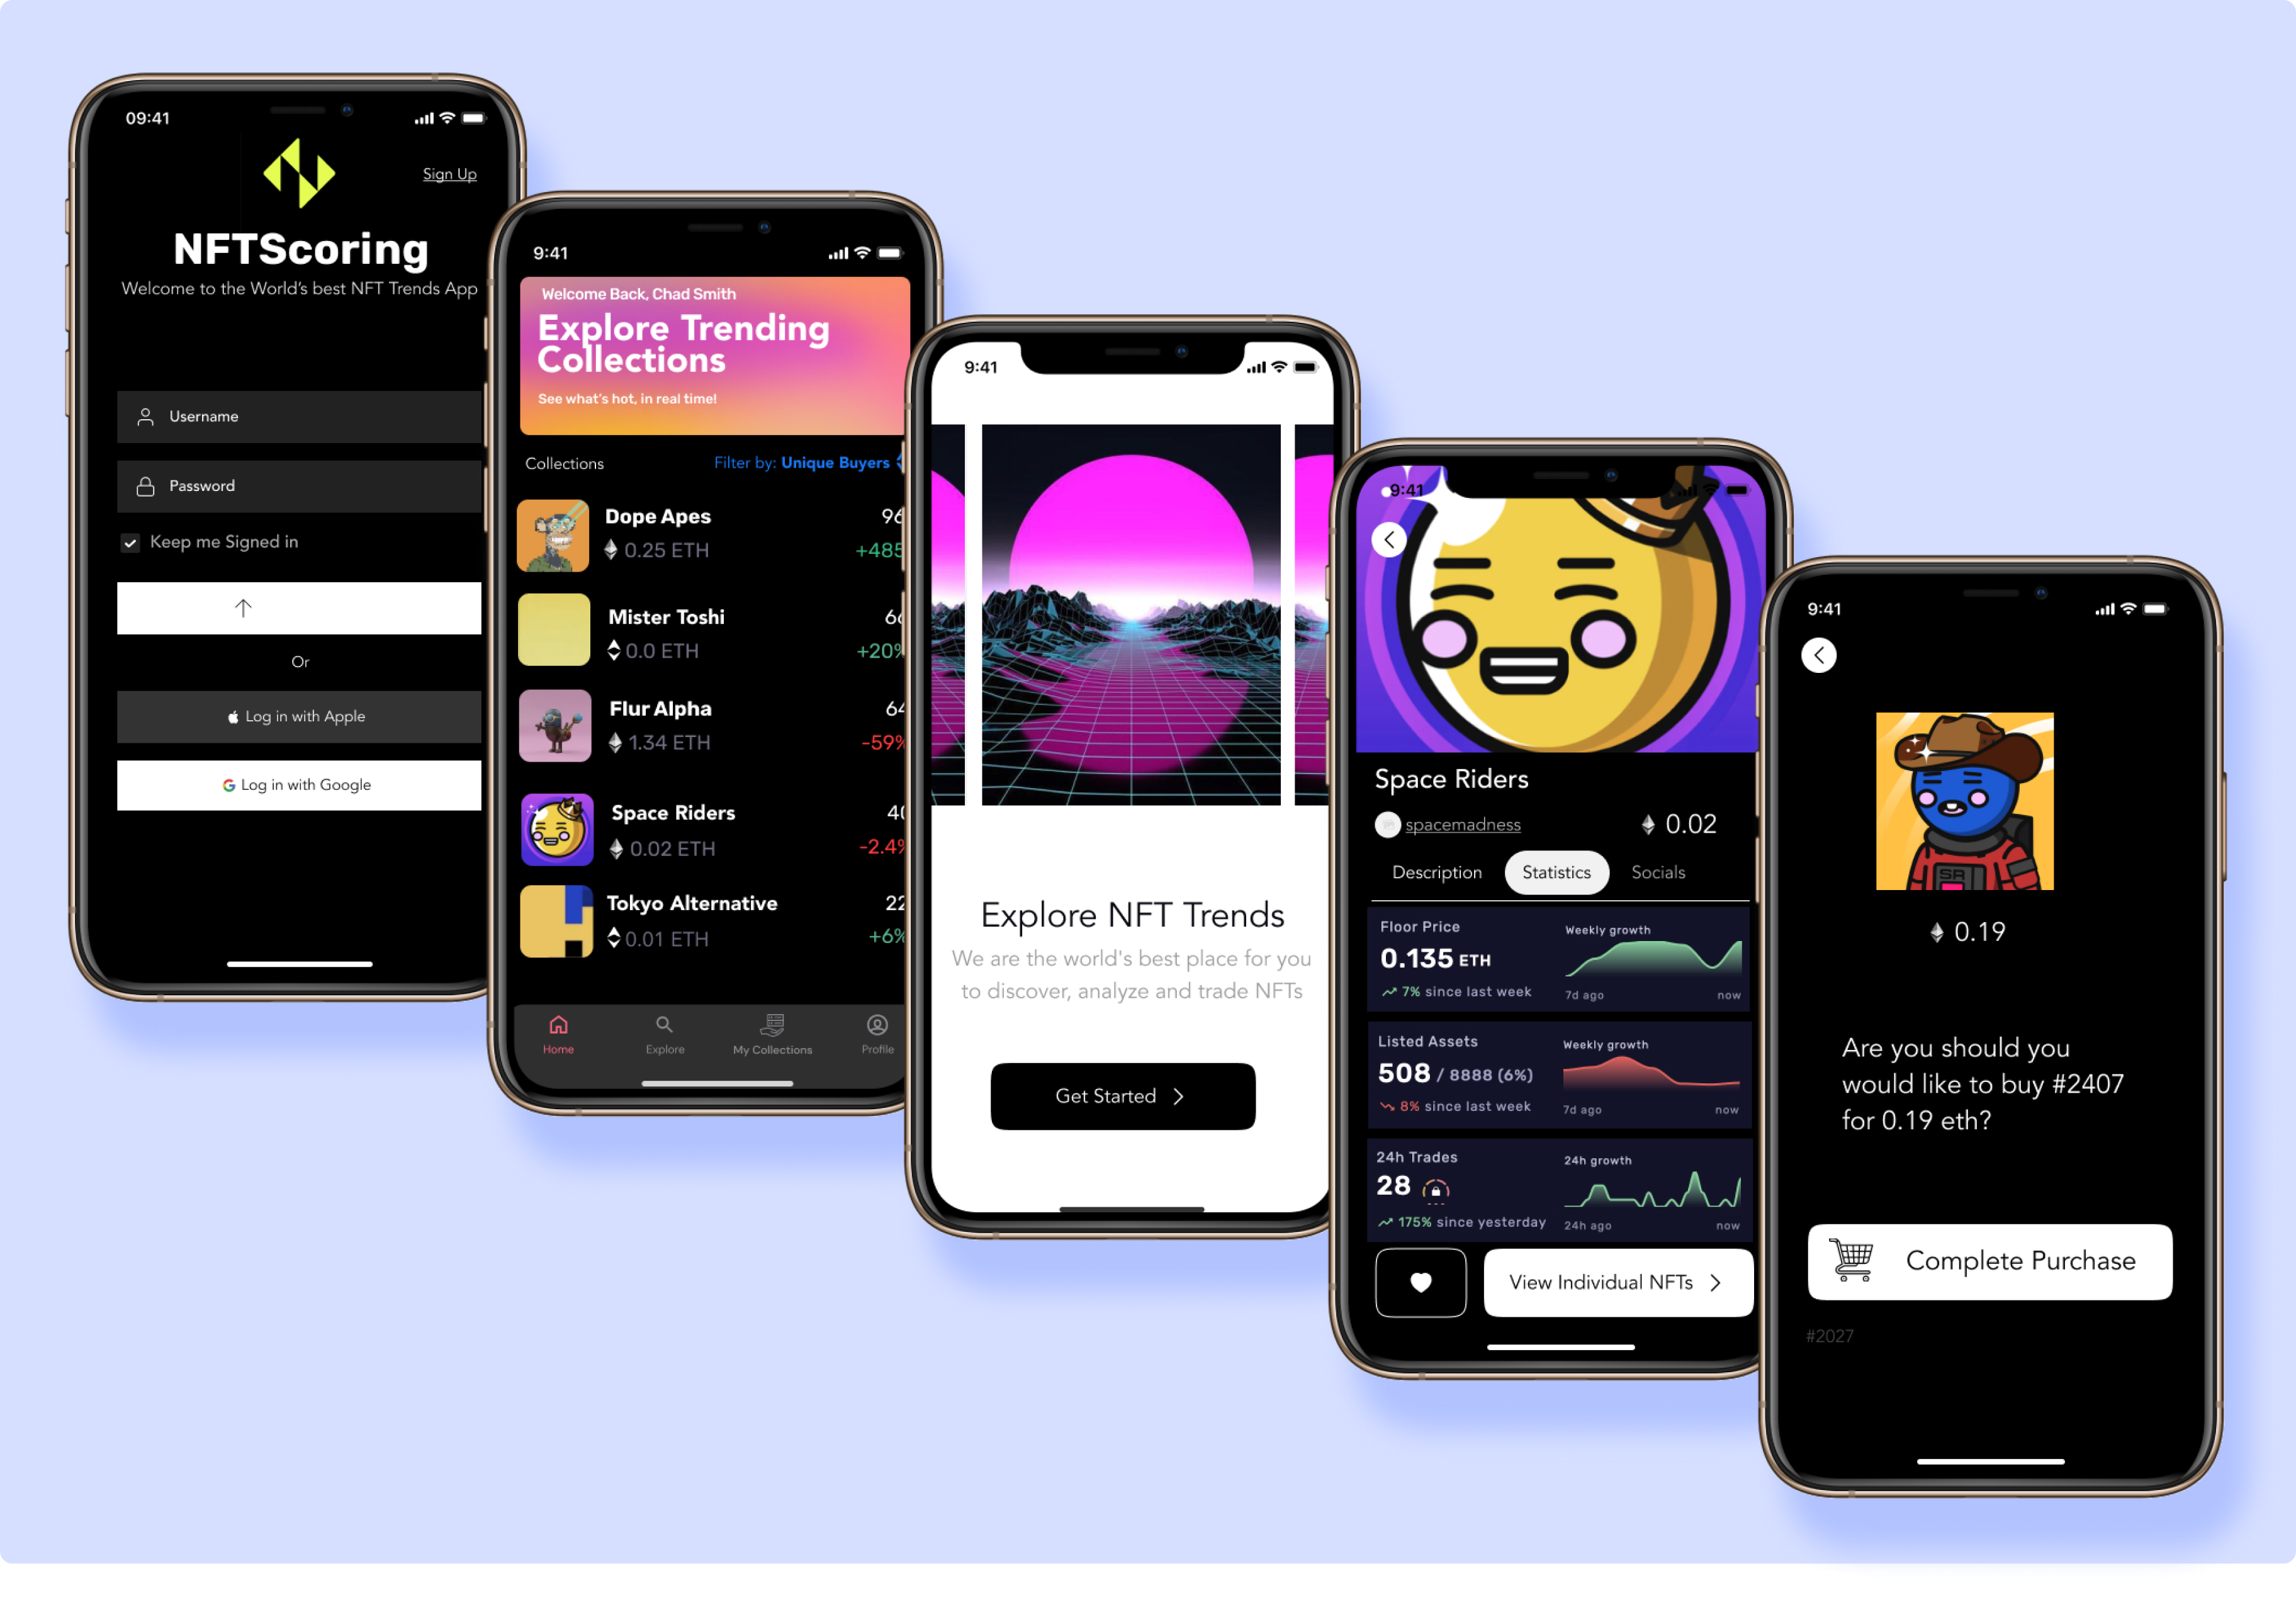 09:41
Sign Up
NFTScoring
Welcome to the World's best NFT Trends App
Username
Password
Keep me Signed in
Or
Log in with Apple
Log in with Google
9:41
Welcome Back, Chad Smith
Explore Trending
Collections
See what's hot, in real time!
Collections
Filter by: Unique Buyers
Dope Apes
96
0.25 ETH
+485
Mister Toshi
66
0.0 ETH
+20%
Flur Alpha
64
1.34 ETH
-59%
Space Riders
40
0.02 ETH
-2.4%
Tokyo Alternative
22
0.01 ETH
+6%
Home
Explore
My Collections
Profile
9:41
Explore NFT Trends
We are the world's best place for you
to discover, analyze and trade NFTs
Get Started
9:41
Space Riders
spacemadness
0.02
Description
Statistics
Socials
Floor Price
Weekly growth
0.135 ETH
7% since last week
7d ago
now
Listed Assets
Weekly growth
508 / 8888 (6%)
8% since last week
7d ago
now
24h Trades
24h growth
28
175% since yesterday
24h ago
now
View Individual NFTs
9:41
SR
0.19
Are you should you
would like to buy #2407
for 0.19 eth?
Complete Purchase
#2027